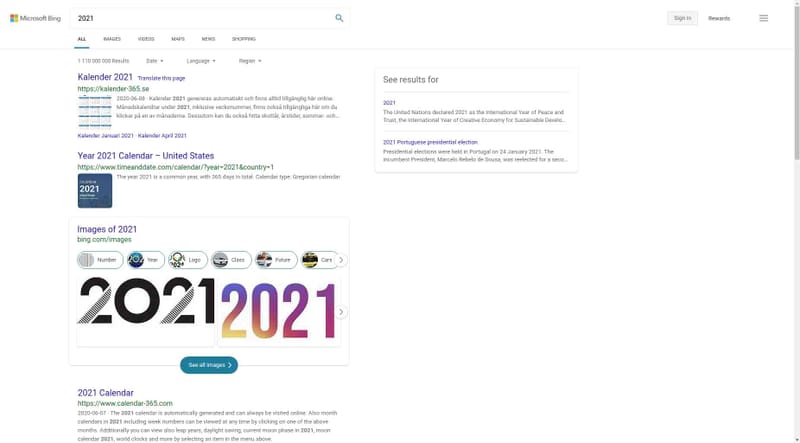 Microsoft Bing
2021
Sign in
Rewards
ALL IMAGES VIDEOS MAPS NEWS SHOPPING
1 110 000 000 Results Date Language Region
Kalender 2021 Translate this page
https://kalender-365.se
2020-06-08 · Kalender 2021 genereras automatiskt och finns alltid tillgänglig här online.
Månadskalendrar under 2021, inklusive veckonummer, finns också tillgängliga här om du
klickar på en av månaderna. Dessutom kan du också hitta skottår, årstider, sommar- och...
Kalender Januari 2021 · Kalender April 2021
Year 2021 Calendar – United States
https://www.timeanddate.com/calendar/?year=2021&country=1
2021
The year 2021 is a common year, with 365 days in total. Calendar type: Gregorian calendar
Images of 2021
bing.com/images
Number Year Logo Class Future Cars
2021
2021
See all images
2021 Calendar
https://www.calendar-365.com
2020-06-07 · The 2021 calendar is automatically generated and can always be visited online. Also month
calendars in 2021 including week numbers can be viewed at any time by clicking on one of the above
months. Additionally you can view also leap years, daylight saving, current moon phase in 2021, moon
calendar 2021, world clocks and more by selecting an item in the menu above.
See results for
2021
The United Nations declared 2021 as the International Year of Peace and
Trust, the International Year of Creative Economy for Sustainable Develo...
2021 Portuguese presidential election
Presidential elections were held in Portugal on 24 January 2021. The
incumbent President, Marcelo Rebelo de Sousa, was reelected for a seco...